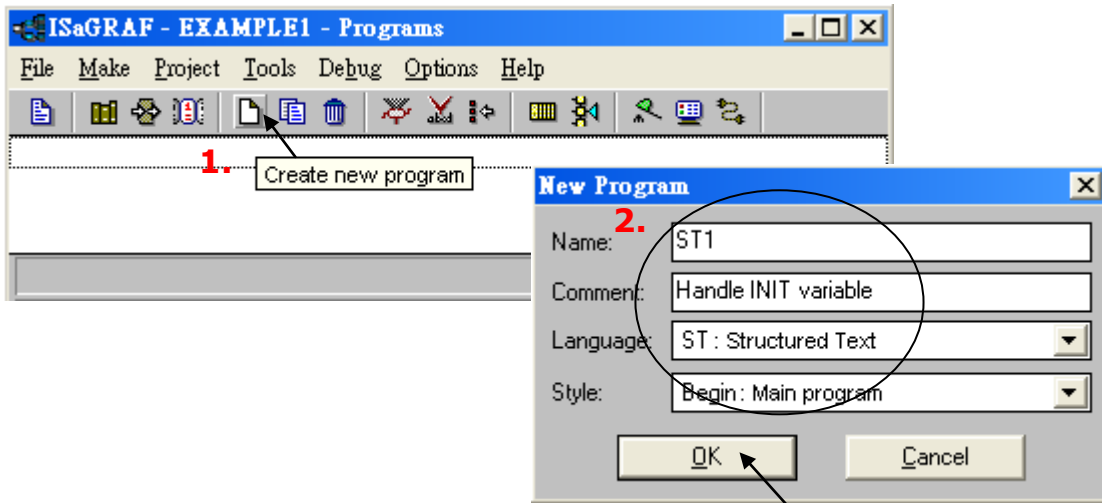 ISaGRAF - EXAMPLE1 - Programs
File Make Project Tools Debug Options Help
1.
Create new program
New Program
2.
Name: ST1
Comment: Handle INIT variable
Language: ST : Structured Text
Style: Begin : Main program
OK Cancel